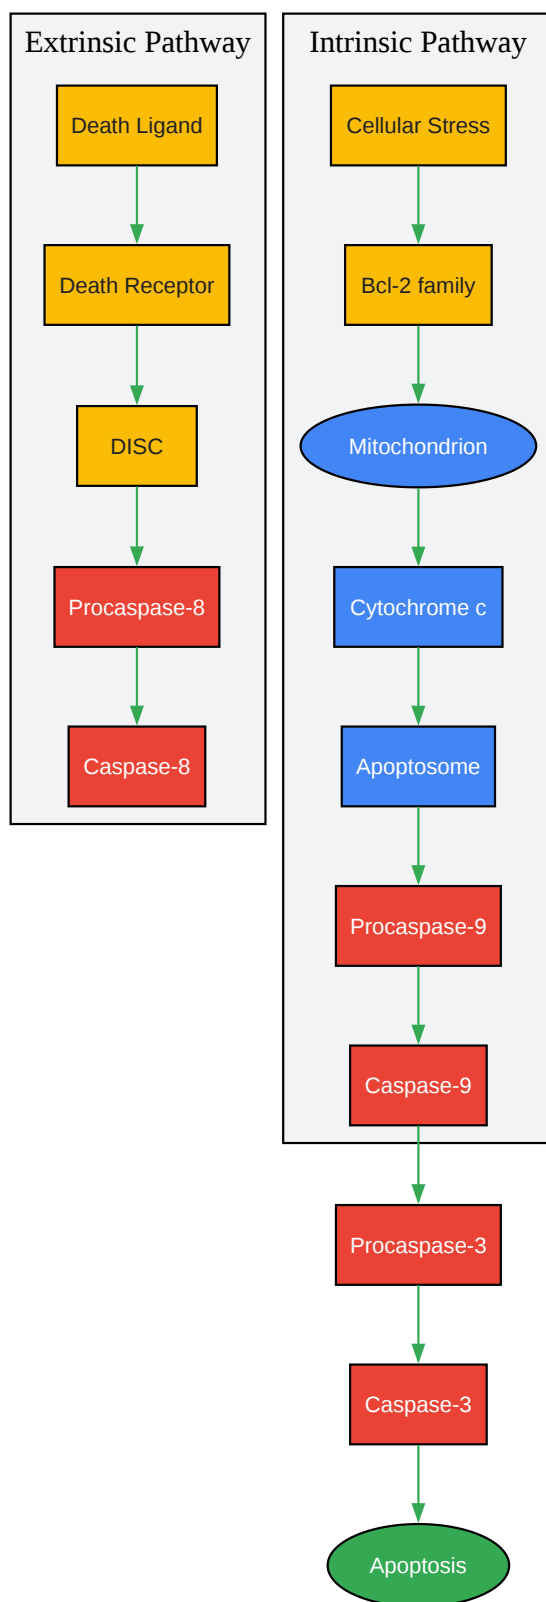 Extrinsic Pathway
Death Ligand
Death Receptor
DISC
Procaspase-8
Caspase-8
Intrinsic Pathway
Cellular Stress
Bcl-2 family
Mitochondrion
Cytochrome c
Apoptosome
Procaspase-9
Caspase-9
Procaspase-3
Caspase-3
Apoptosis